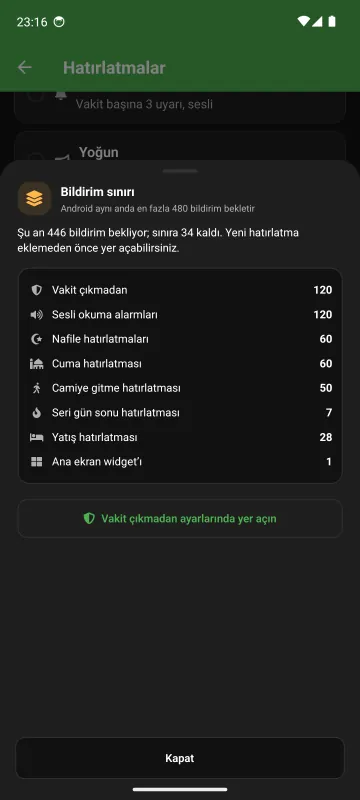 23:16
Hatırlatmalar
Vakit başına 3 uyarı, sesli
Yoğun
Bildirim sınırı
Android aynı anda en fazla 480 bildirim bekletir
Şu an 446 bildirim bekliyor; sınıra 34 kaldı. Yeni hatırlatma
eklemeden önce yer açabilirsiniz.
Vakit çıkmadan 120
Sesli okuma alarmları 120
Nafile hatırlatmaları 60
Cuma hatırlatması 60
Camiye gitme hatırlatması 50
Seri gün sonu hatırlatması 7
Yatış hatırlatması 28
Ana ekran widget'ı 1
Vakit çıkmadan ayarlarında yer açın
Kapat